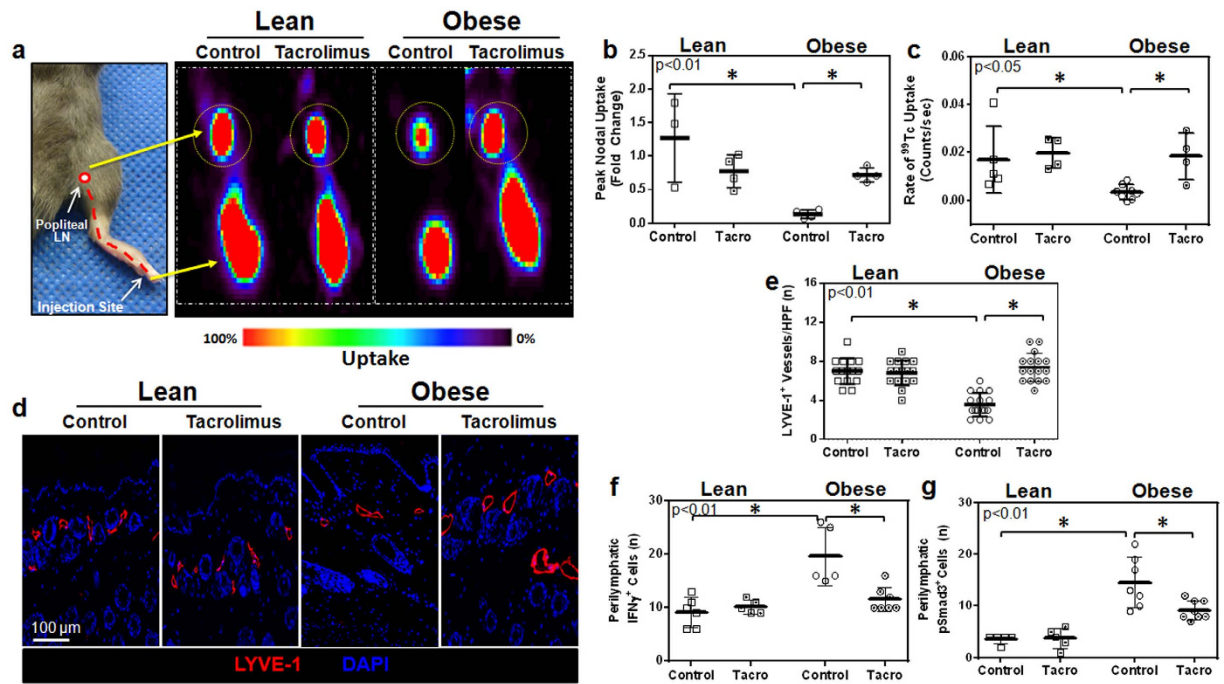 Lean Obese
a Control Tacrolimus Control Tacrolimus
Popliteal
LN
Injection Site
100% 0%
Uptake
b Lean Obese
p<0.01
* *
Peak Nodal Uptake
(Fold Change)
2.5
2.0
1.5
1.0
0.5
0.0
Control Tacro Control Tacro
c Lean Obese
p<0.05
* *
Rate of ⁹⁹Tc Uptake
(Counts/sec)
0.06
0.04
0.02
0.00
Control Tacro Control Tacro
d Lean Obese
Control Tacrolimus Control Tacrolimus
100 µm
LYVE-1 DAPI
e Lean Obese
p<0.01
* *
LYVE-1⁺ Vessels/HPF (n)
16
12
8
4
0
Control Tacro Control Tacro
f Lean Obese
p<0.01
* *
Perilymphatic
IFNγ⁺ Cells (n)
30
20
10
0
Control Tacro Control Tacro
g Lean Obese
p<0.01
* *
Perilymphatic
pSmad3⁺ Cells (n)
30
20
10
0
Control Tacro Control Tacro